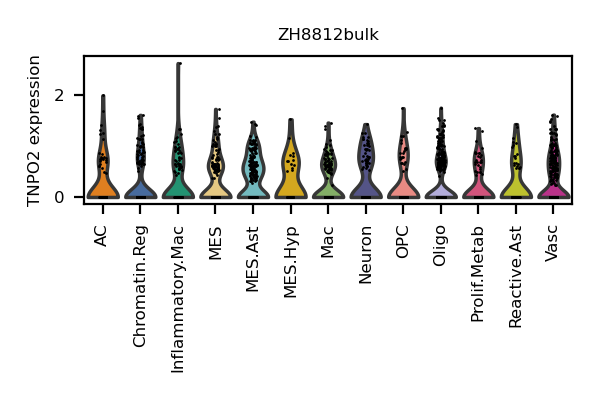 ZH8812bulk
TNPO2 expression
2
0
AC
Chromatin.Reg
Inflammatory.Mac
MES
MES.Ast
MES.Hyp
Mac
Neuron
OPC
Oligo
Prolif.Metab
Reactive.Ast
Vasc